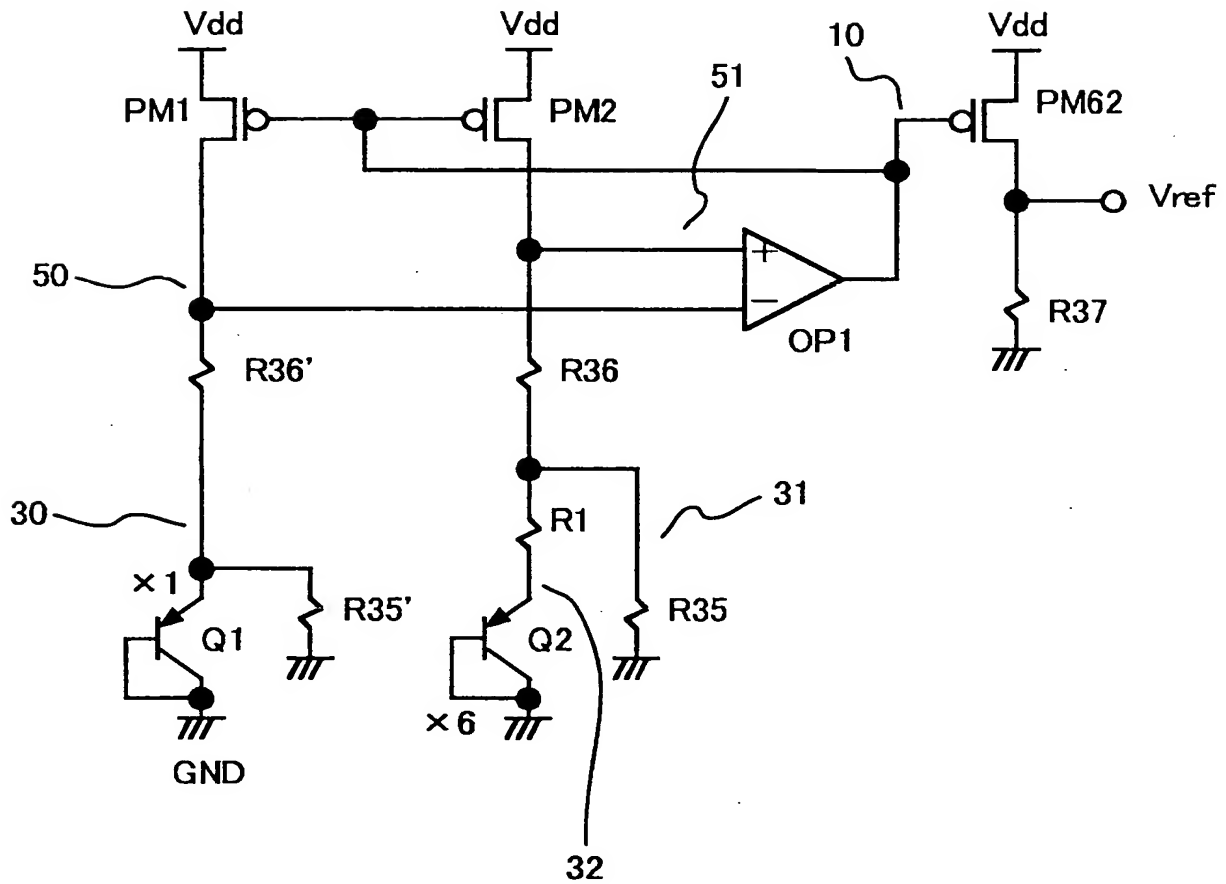 Vdd
Vdd
Vdd
10
51
PM1
PM2
PM62
Vref
50
+
−
OP1
R37
R36'
R36
30
31
R1
×1
R35'
R35
Q1
Q2
×6
GND
32